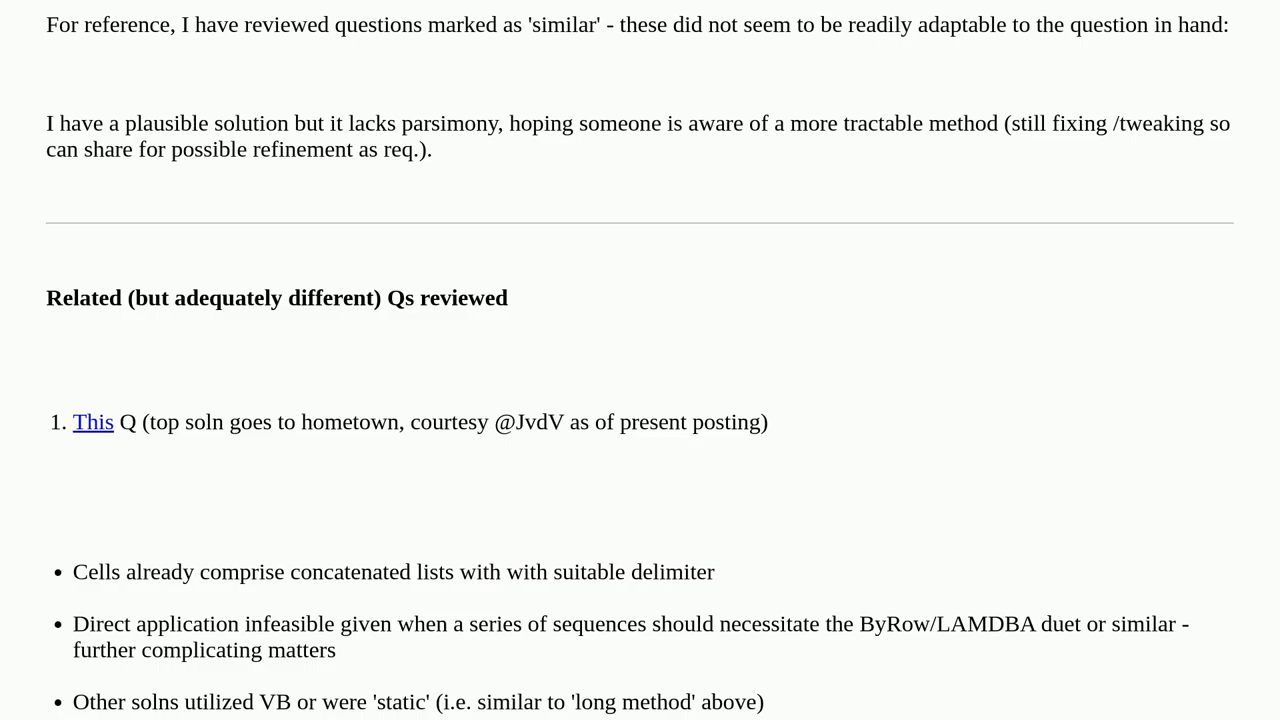 For reference, I have reviewed questions marked as 'similar' - these did not seem to be readily adaptable to the question in hand:
I have a plausible solution but it lacks parsimony, hoping someone is aware of a more tractable method (still fixing /tweaking so
can share for possible refinement as req.).
Related (but adequately different) Qs reviewed
1. This Q (top soln goes to hometown, courtesy @JvdV as of present posting)
• Cells already comprise concatenated lists with with suitable delimiter
• Direct application infeasible given when a series of sequences should necessitate the ByRow/LAMDBA duet or similar -
further complicating matters
• Other solns utilized VB or were 'static' (i.e. similar to 'long method' above)